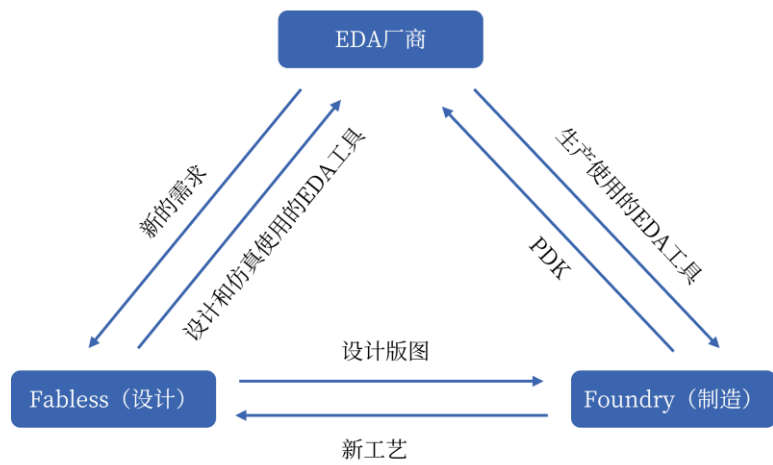 EDA厂商
新的需求
设计和仿真使用的EDA工具
生产使用的EDA工具
PDK
设计版图
Fabless（设计）
Foundry（制造）
新工艺